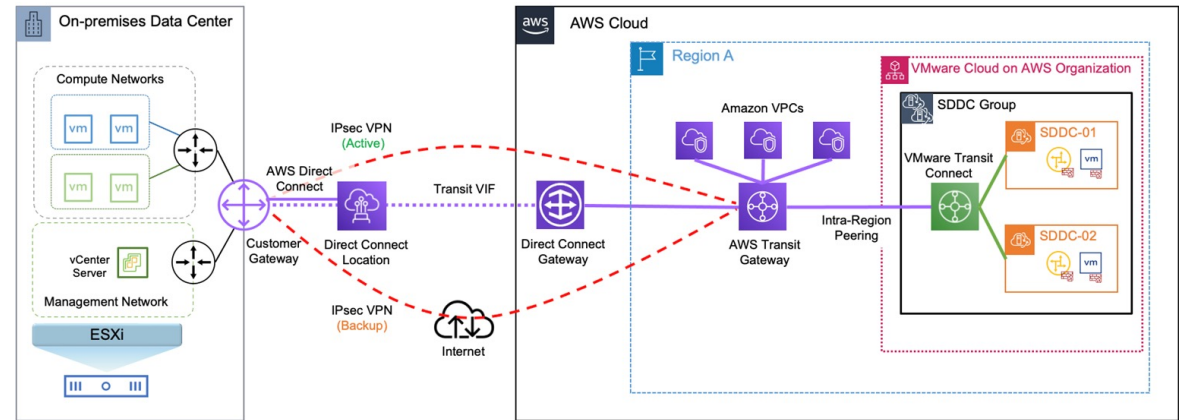 On-premises Data Center
Compute Networks
vm
vm
vm
vm
vCenter
Server
Management Network
ESXi
IPsec VPN
(Active)
AWS Direct
Connect
Customer
Gateway
Direct Connect
Location
Transit VIF
IPsec VPN
(Backup)
Internet
aws
AWS Cloud
Direct Connect
Gateway
Region A
Amazon VPCs
AWS Transit
Gateway
Intra-Region
Peering
VMware Cloud on AWS Organization
SDDC Group
VMware Transit
Connect
SDDC-01
vm
SDDC-02
vm